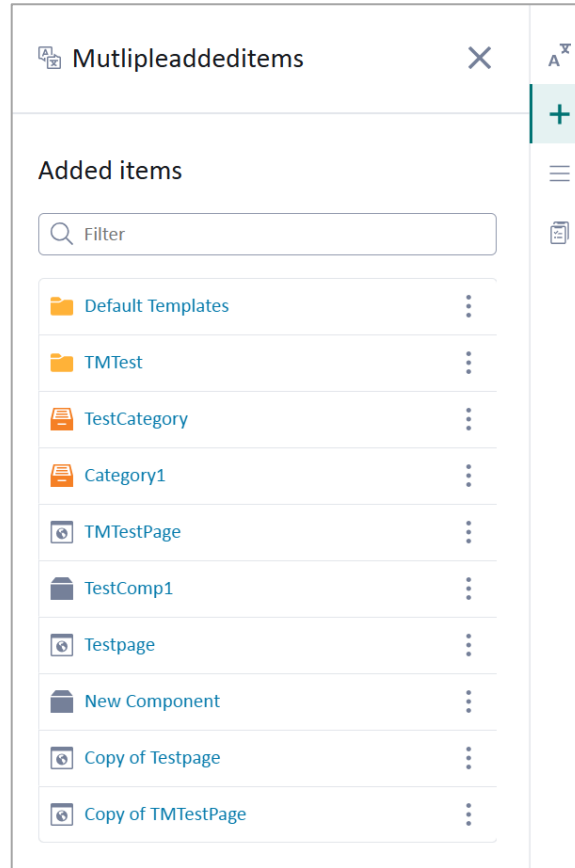 Mutlipleaddeditems
Added items
Filter
Default Templates
TMTest
TestCategory
Category1
TMTestPage
TestComp1
Testpage
New Component
Copy of Testpage
Copy of TMTestPage